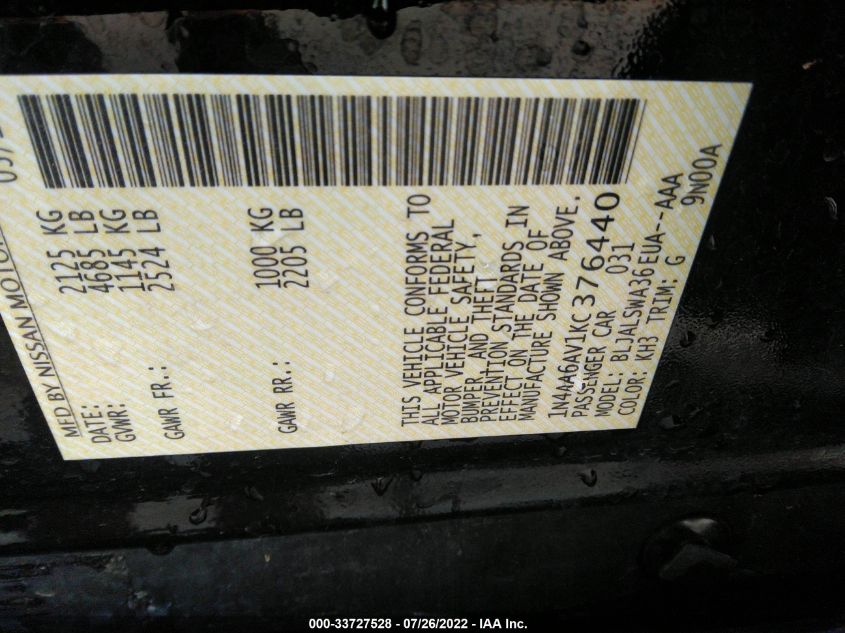 MFD BY NISSAN MOTOR
DATE:
GVWR: 2125 KG
4685 LB
GAWR FR.: 1145 KG
2524 LB
GAWR RR.: 1000 KG
2205 LB
THIS VEHICLE CONFORMS TO
ALL APPLICABLE FEDERAL
MOTOR VEHICLE SAFETY,
BUMPER, AND THEFT
PREVENTION STANDARDS IN
EFFECT ON THE DATE OF
MANUFACTURE SHOWN ABOVE.
1N4AA6AV1KC376440
PASSENGER CAR 031
MODEL: BLJALSWA36EUA--AAA
COLOR: KH3 TRIM: G 9N00A
000-33727528 - 07/26/2022 - IAA Inc.